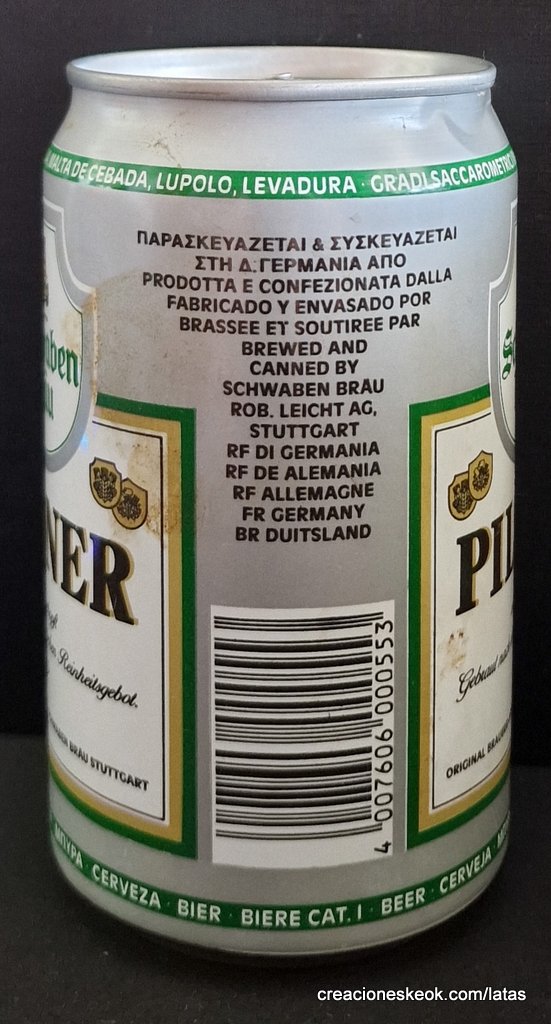 MALTA DE CEBADA, LUPOLO, LEVADURA · GRADI SACCAROMETRICI
ΠΑΡΑΣΚΕΥΑΖΕΤΑΙ & ΣΥΣΚΕΥΑΖΕΤΑΙ
ΣΤΗ Δ. ΓΕΡΜΑΝΙΑ ΑΠΟ
PRODOTTA E CONFEZIONATA DALLA
FABRICADO Y ENVASADO POR
BRASSEE ET SOUTIREE PAR
BREWED AND
CANNED BY
SCHWABEN BRÄU
ROB. LEICHT AG,
STUTTGART
RF DI GERMANIA
RF DE ALEMANIA
RF ALLEMAGNE
FR GERMANY
BR DUITSLAND
4 007606 000553
NER
Reinheitsgebot.
BRÄU STUTTGART
PIL
Gebraut
ORIGINAL
ΜΠΥΡΑ · CERVEZA · BIER · BIERE CAT. I · BEER · CERVEJA
creacioneskeok.com/latas